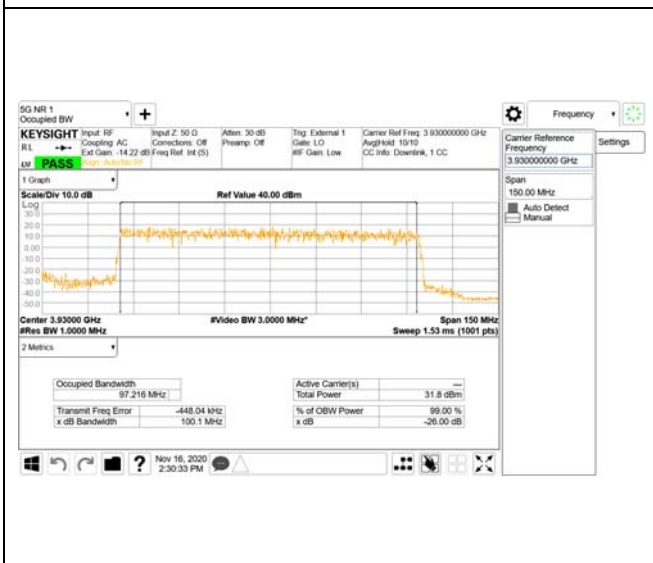 5G NR 1
Occupied BW
Frequency
KEYSIGHT Input: RF Input Z: 50 Ω Atten: 30 dB Trig: External 1 Carrier Ref Freq: 3.930000000 GHz
RL Coupling: AC Corrections: Off Preamp: Off Gate: LO Avg|Hold: 10/10
Ext Gain: -14.22 dB Freq Ref: Int (S) #IF Gain: Low CC Info: Downlink, 1 CC
PASS Align: Auto/No RF
Carrier Reference Frequency
3.930000000 GHz
Settings
Span
150.00 MHz
Auto Detect
Manual
1 Graph
Scale/Div 10.0 dB Ref Value 40.00 dBm
Log
30.0
20.0
10.0
0.00
-10.0
-20.0
-30.0
-40.0
-50.0
Center 3.93000 GHz #Video BW 3.0000 MHz* Span 150 MHz
#Res BW 1.0000 MHz Sweep 1.53 ms (1001 pts)
2 Metrics
Occupied Bandwidth Active Carrier(s) ---
97.216 MHz Total Power 31.8 dBm
Transmit Freq Error -448.04 kHz % of OBW Power 99.00 %
x dB Bandwidth 100.1 MHz x dB -26.00 dB
? Nov 16, 2020
2:30:33 PM